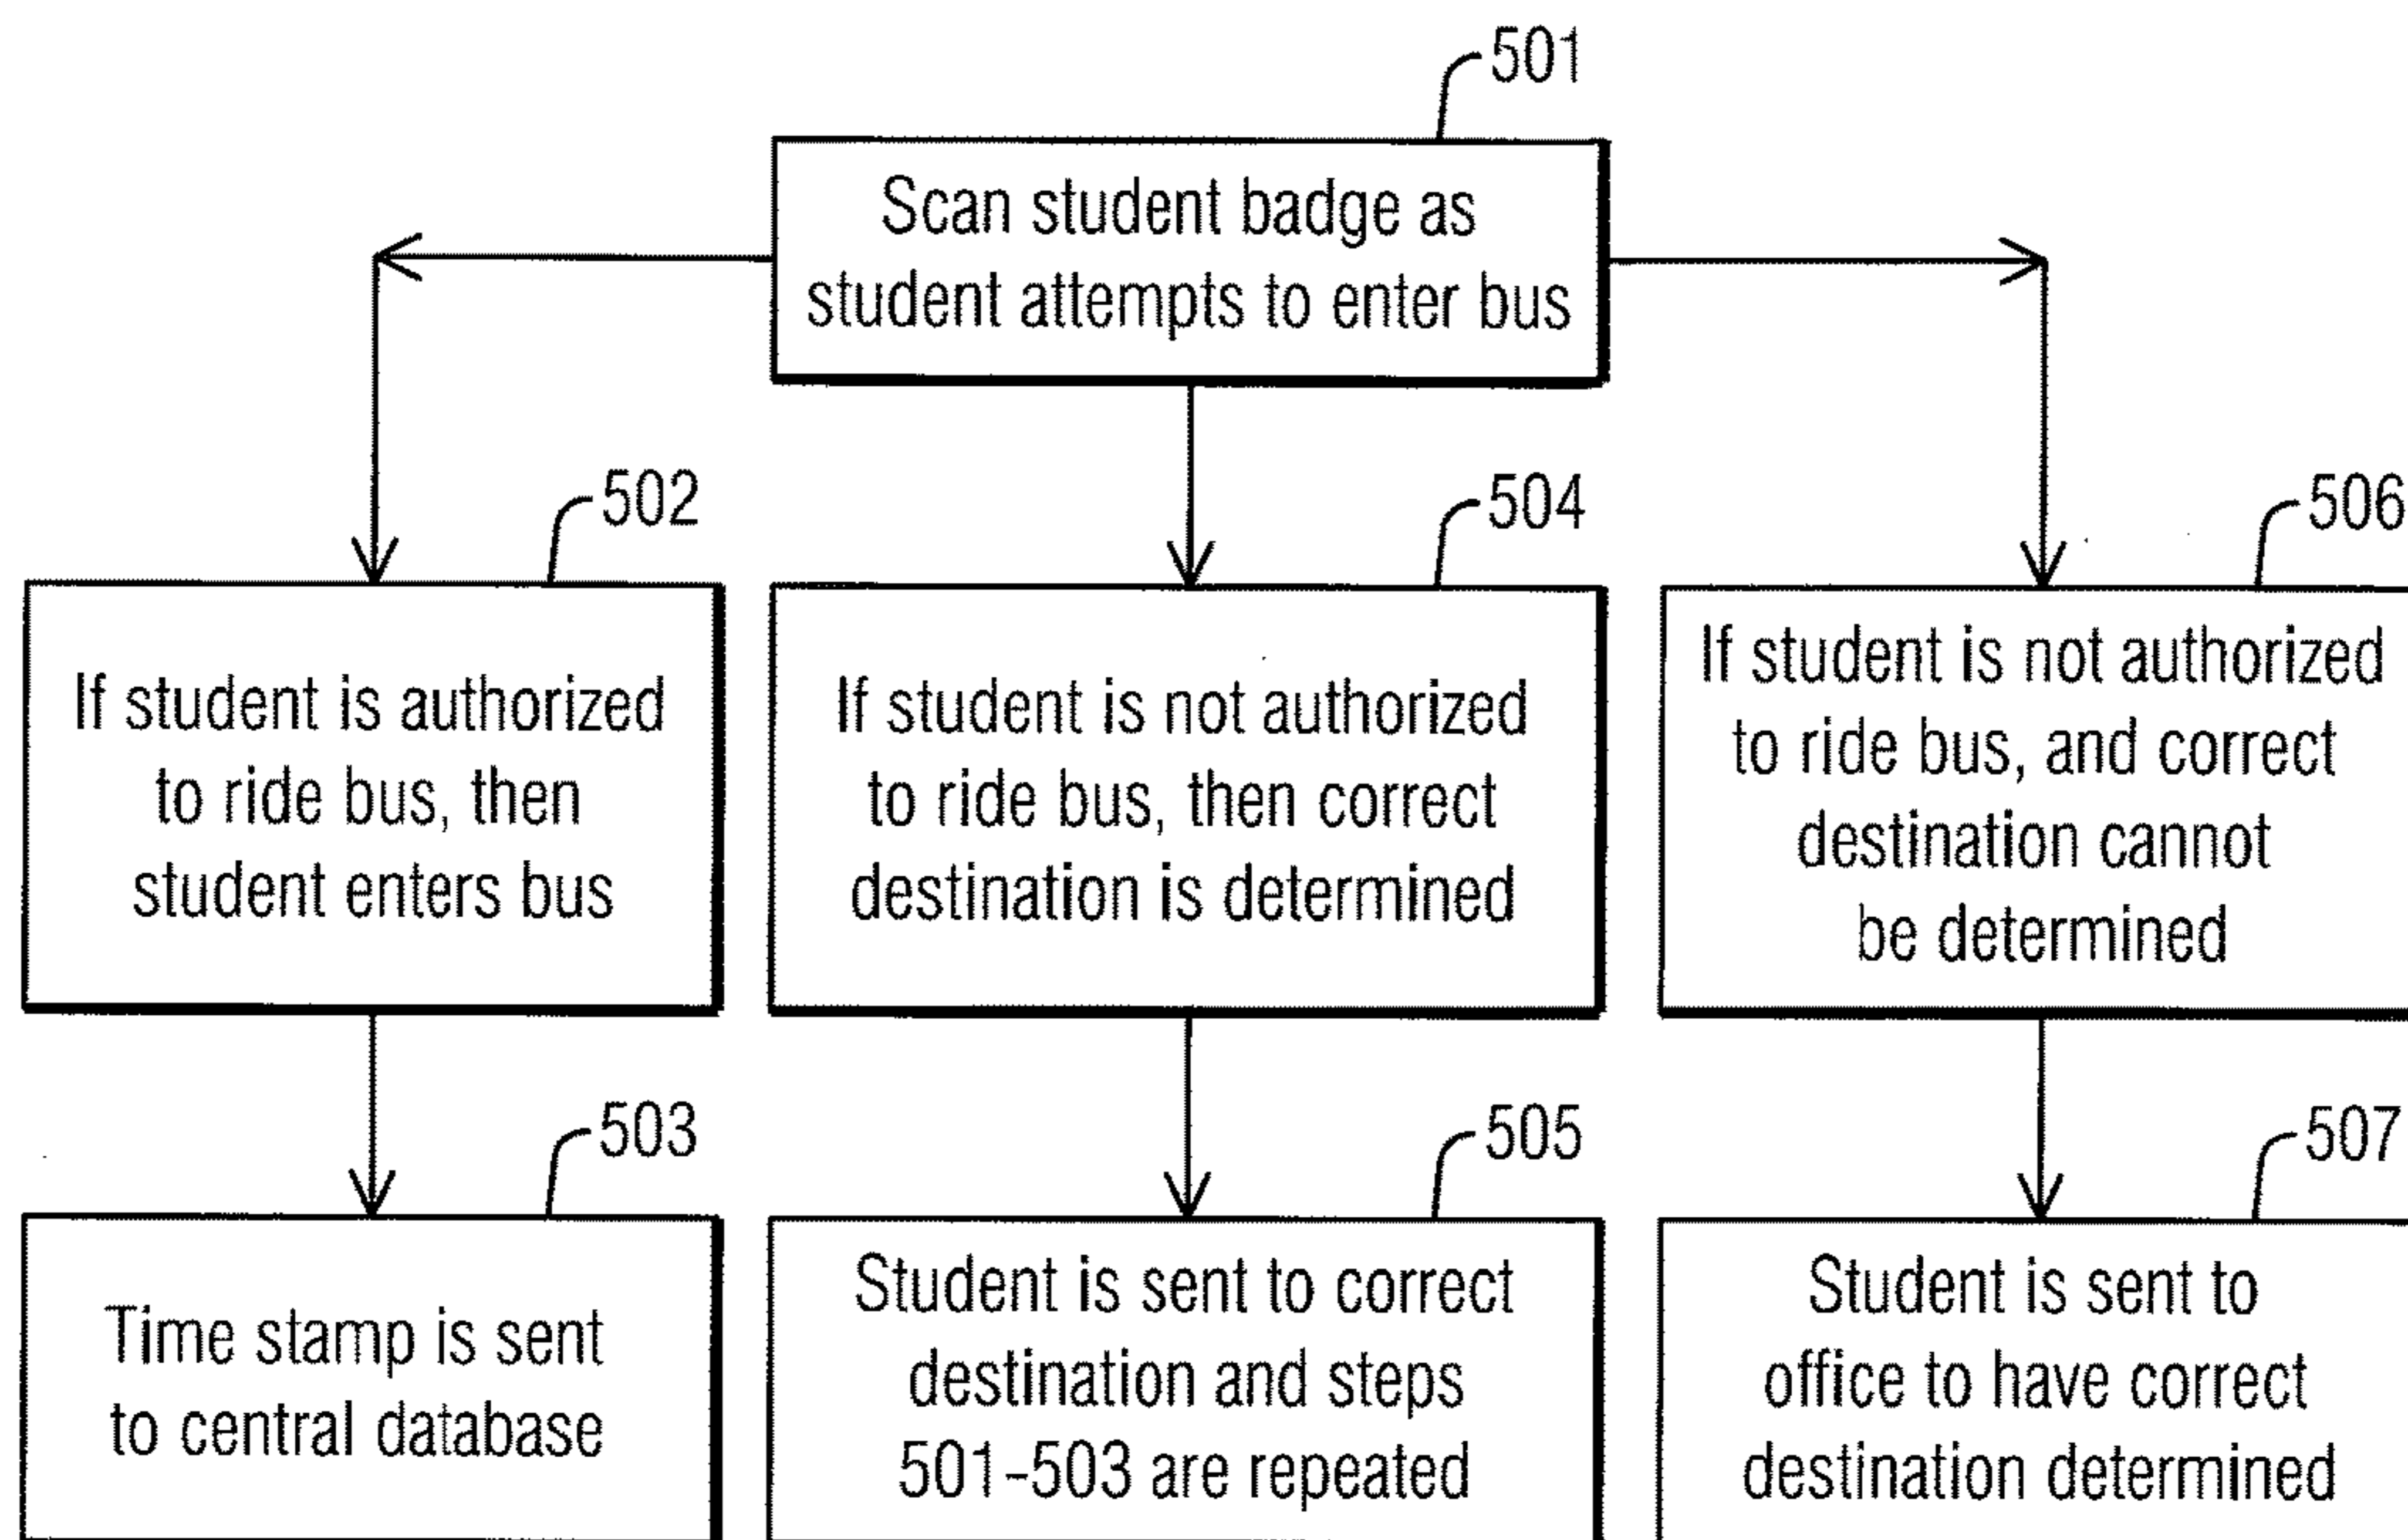 501
Scan student badge as
student attempts to enter bus
502
If student is authorized
to ride bus, then
student enters bus
504
If student is not authorized
to ride bus, then correct
destination is determined
506
If student is not authorized
to ride bus, and correct
destination cannot
be determined
503
Time stamp is sent
to central database
505
Student is sent to correct
destination and steps
501-503 are repeated
507
Student is sent to
office to have correct
destination determined